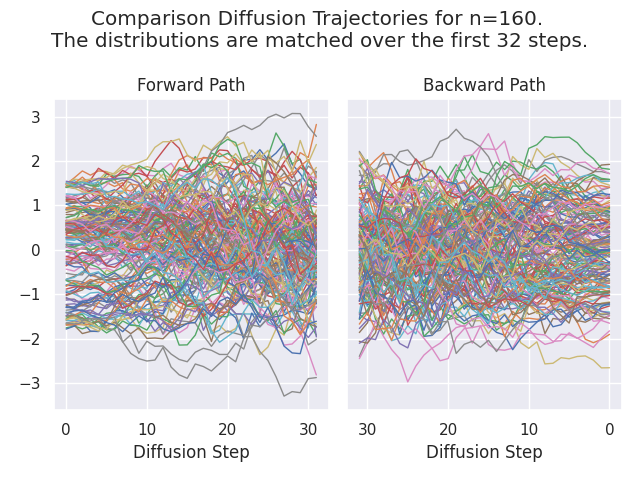 Comparison Diffusion Trajectories for n=160.
The distributions are matched over the first 32 steps.
Forward Path
Backward Path
3
2
1
0
−1
−2
−3
0 10 20 30
30 20 10 0
Diffusion Step
Diffusion Step